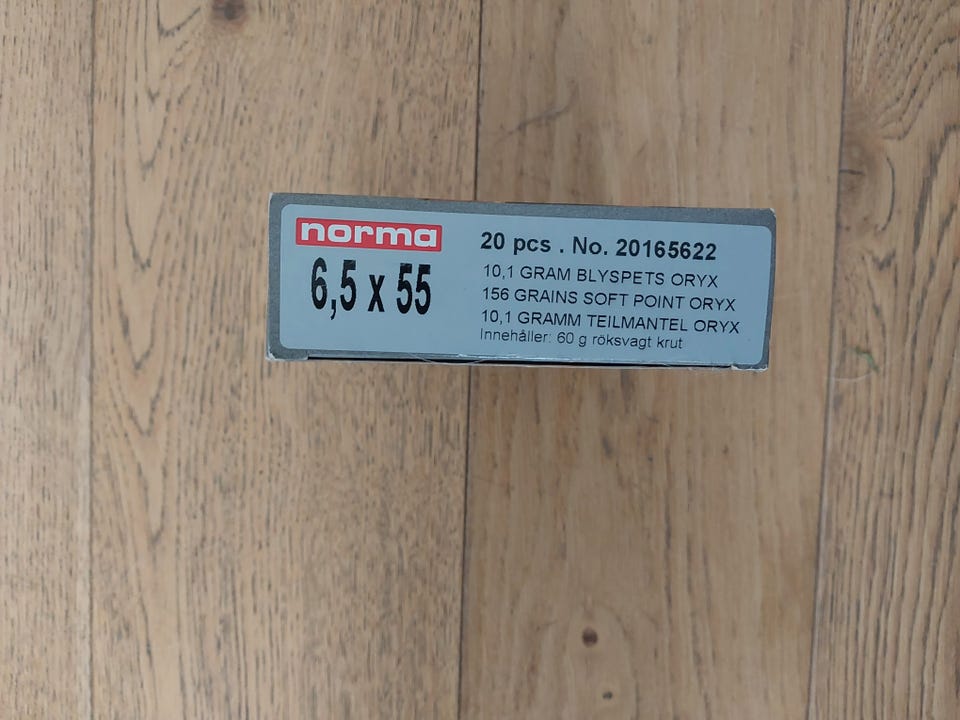 norma
6,5 x 55
20 pcs . No. 20165622
10,1 GRAM BLYSPETS ORYX
156 GRAINS SOFT POINT ORYX
10,1 GRAMM TEILMANTEL ORYX
Innehåller: 60 g röksvagt krut